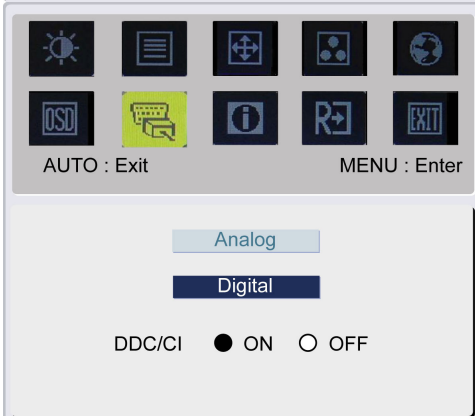 OSD R EXIT
AUTO : Exit MENU : Enter
Analog
Digital
DDC/CI ON OFF